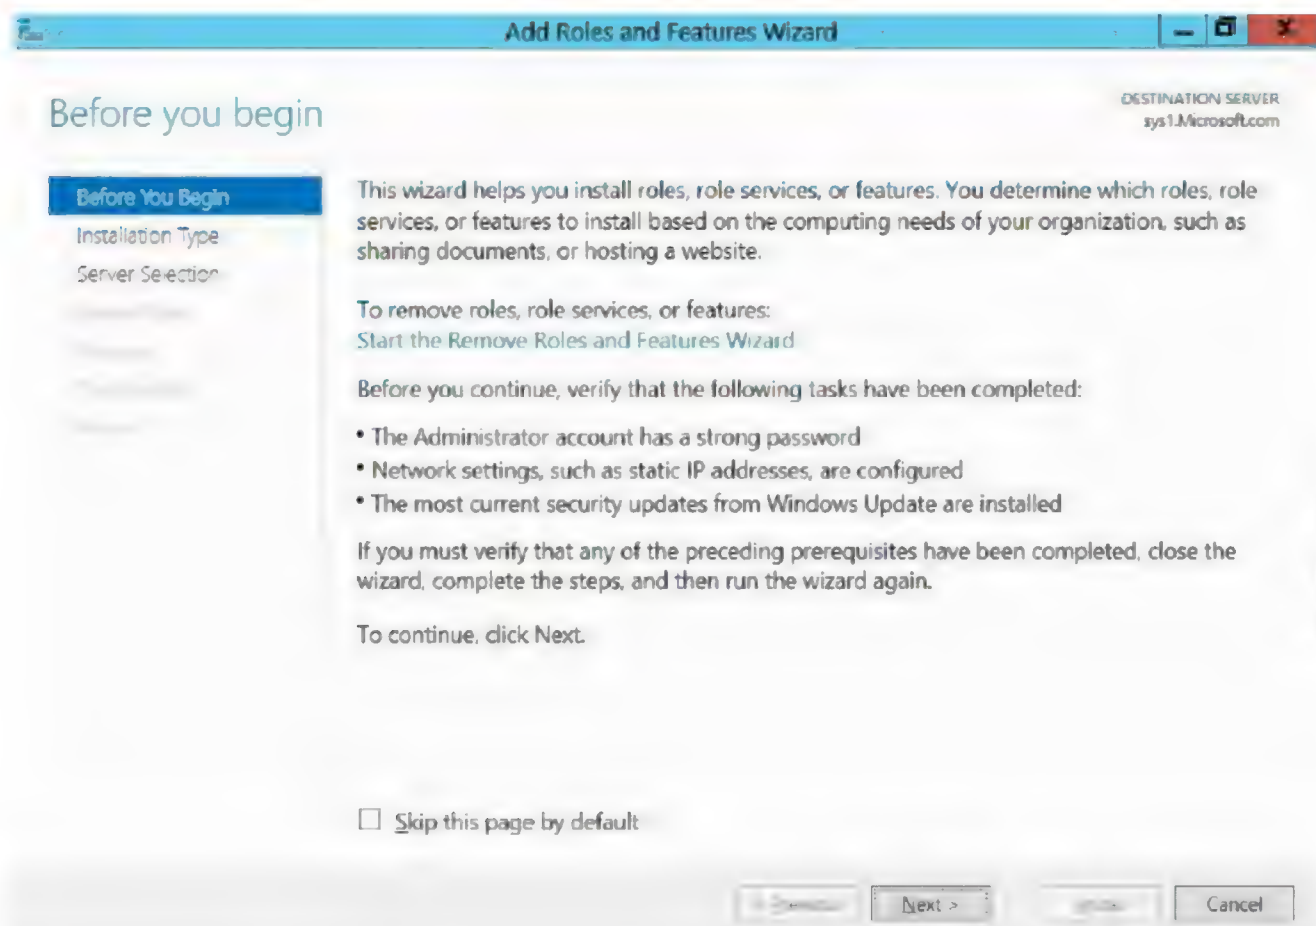 Add Roles and Features Wizard
Before you begin
DESTINATION SERVER
sys1.Microsoft.com
Before You Begin
Installation Type
Server Selection
This wizard helps you install roles, role services, or features. You determine which roles, role
services, or features to install based on the computing needs of your organization, such as
sharing documents, or hosting a website.
To remove roles, role services, or features:
Start the Remove Roles and Features Wizard
Before you continue, verify that the following tasks have been completed:
• The Administrator account has a strong password
• Network settings, such as static IP addresses, are configured
• The most current security updates from Windows Update are installed
If you must verify that any of the preceding prerequisites have been completed, close the
wizard, complete the steps, and then run the wizard again.
To continue, click Next.
Skip this page by default
Next >
Cancel